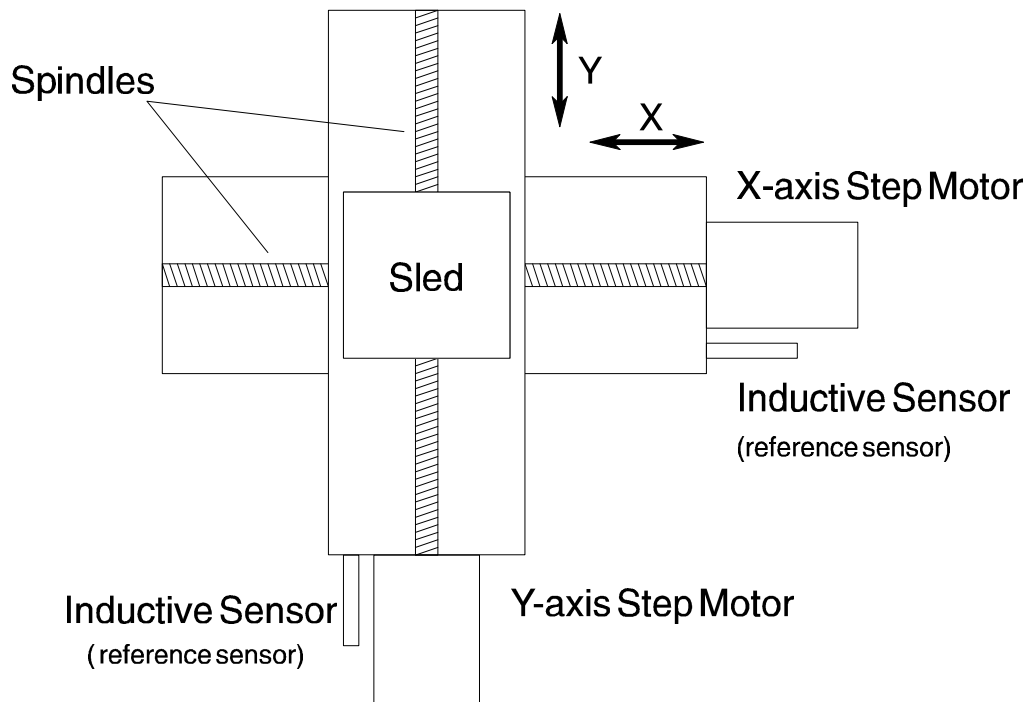 Spindles
Y
X
X-axis Step Motor
Sled
Inductive Sensor
(reference sensor)
Y-axis Step Motor
Inductive Sensor
( reference sensor)